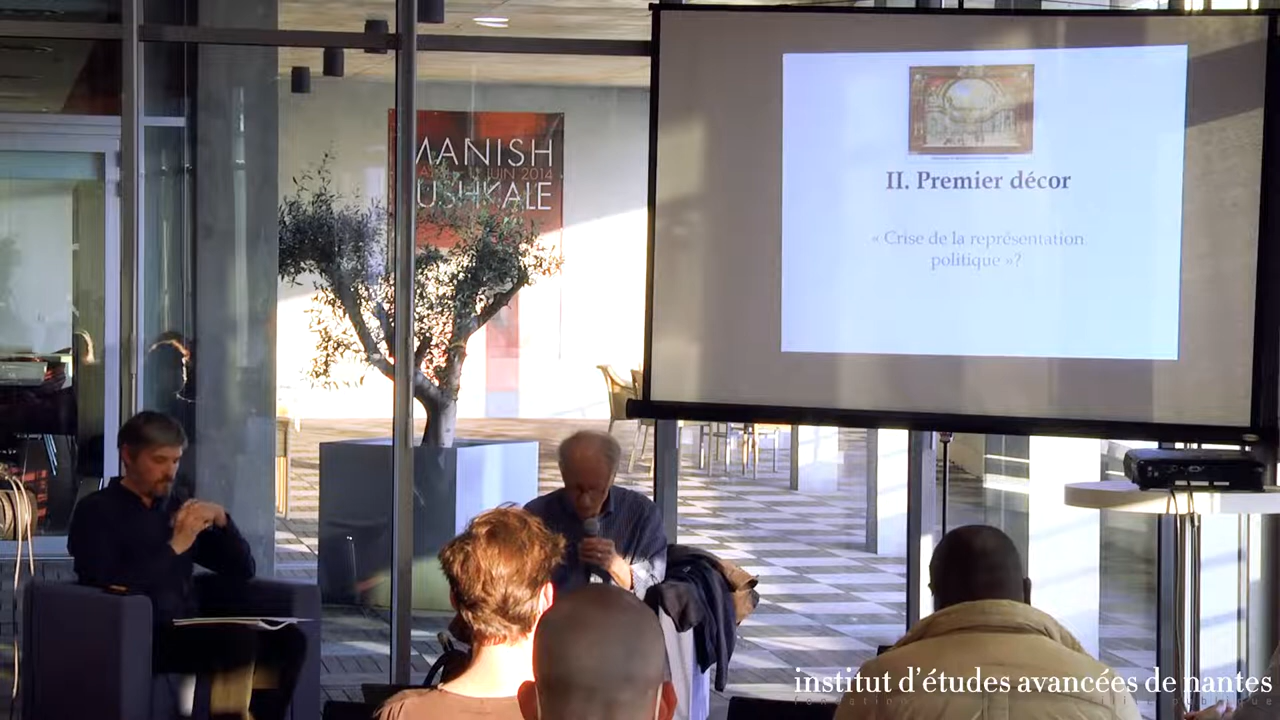 MANISH
JUIN 2014
USHKALE
II. Premier décor
« Crise de la représentation
politique »?
institut d'études avancées de nantes